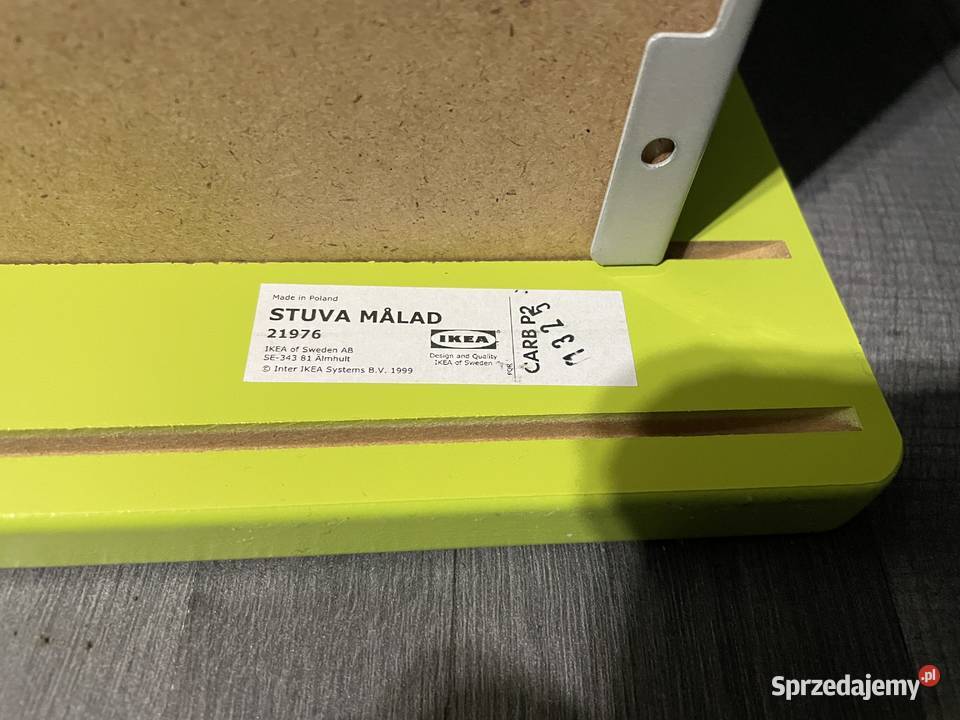 Made in Poland
STUVA MÅLAD
21976
IKEA of Sweden AB
SE-343 81 Älmhult
© Inter IKEA Systems B.V. 1999
IKEA
Design and Quality
IKEA of Sweden
CARB P2
Sprzedajemy.pl